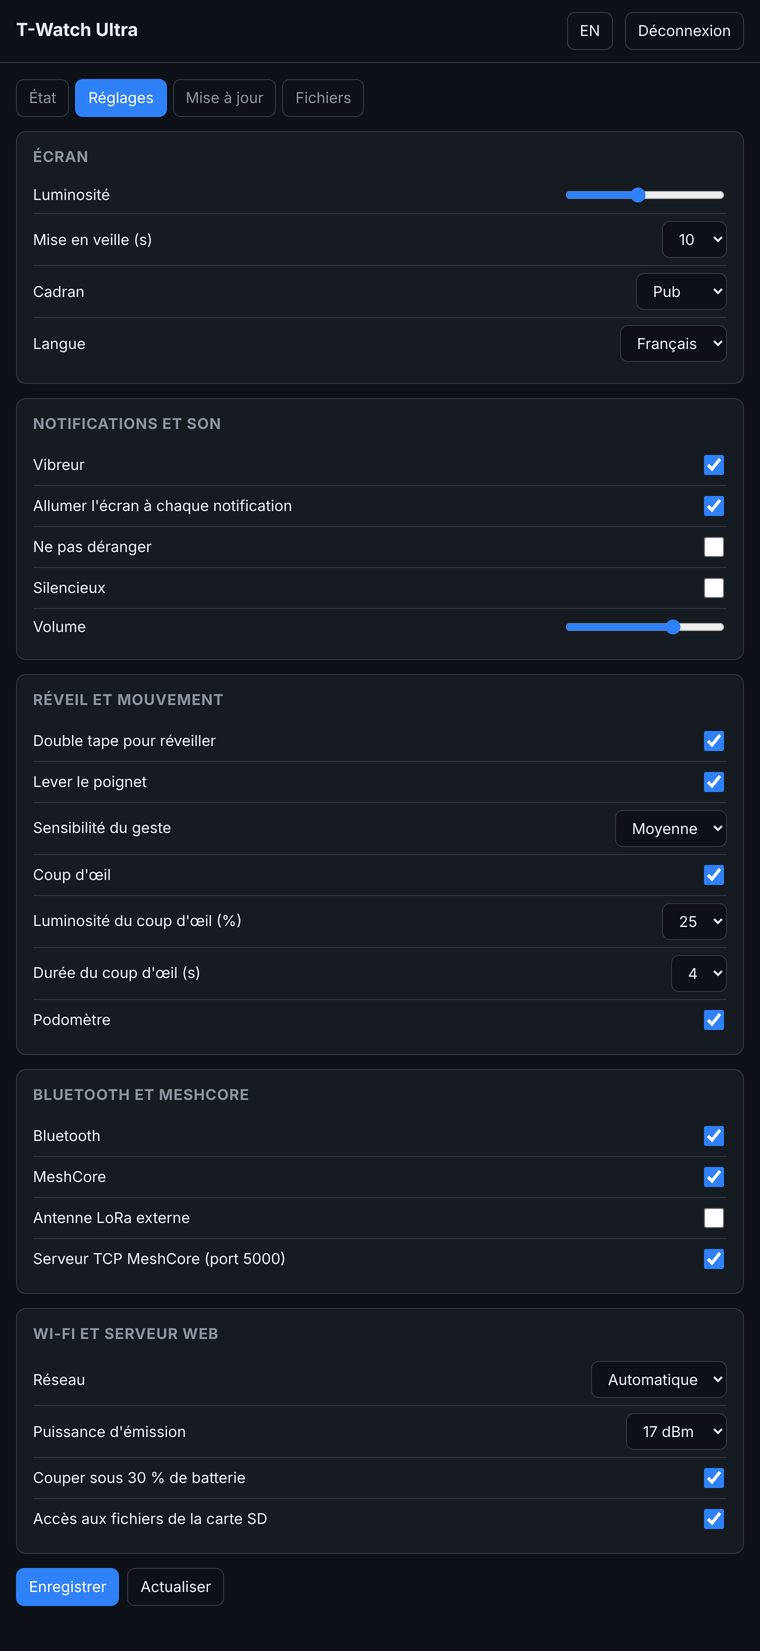 T-Watch Ultra
EN
Déconnexion
État
Réglages
Mise à jour
Fichiers
ÉCRAN
Luminosité
Mise en veille (s)
10
Cadran
Pub
Langue
Français
NOTIFICATIONS ET SON
Vibreur
Allumer l'écran à chaque notification
Ne pas déranger
Silencieux
Volume
RÉVEIL ET MOUVEMENT
Double tape pour réveiller
Lever le poignet
Sensibilité du geste
Moyenne
Coup d'œil
Luminosité du coup d'œil (%)
25
Durée du coup d'œil (s)
4
Podomètre
BLUETOOTH ET MESHCORE
Bluetooth
MeshCore
Antenne LoRa externe
Serveur TCP MeshCore (port 5000)
WI-FI ET SERVEUR WEB
Réseau
Automatique
Puissance d'émission
17 dBm
Couper sous 30 % de batterie
Accès aux fichiers de la carte SD
Enregistrer
Actualiser